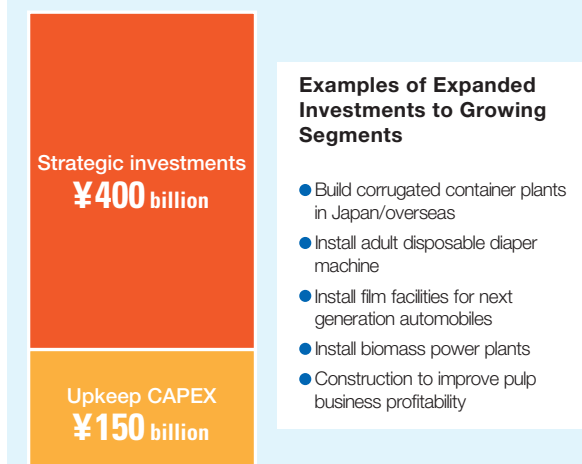 Strategic investments
¥400 billion
Upkeep CAPEX
¥150 billion
Examples of Expanded
Investments to Growing
Segments
● Build corrugated container plants
in Japan/overseas
● Install adult disposable diaper
machine
● Install film facilities for next
generation automobiles
● Install biomass power plants
● Construction to improve pulp
business profitability